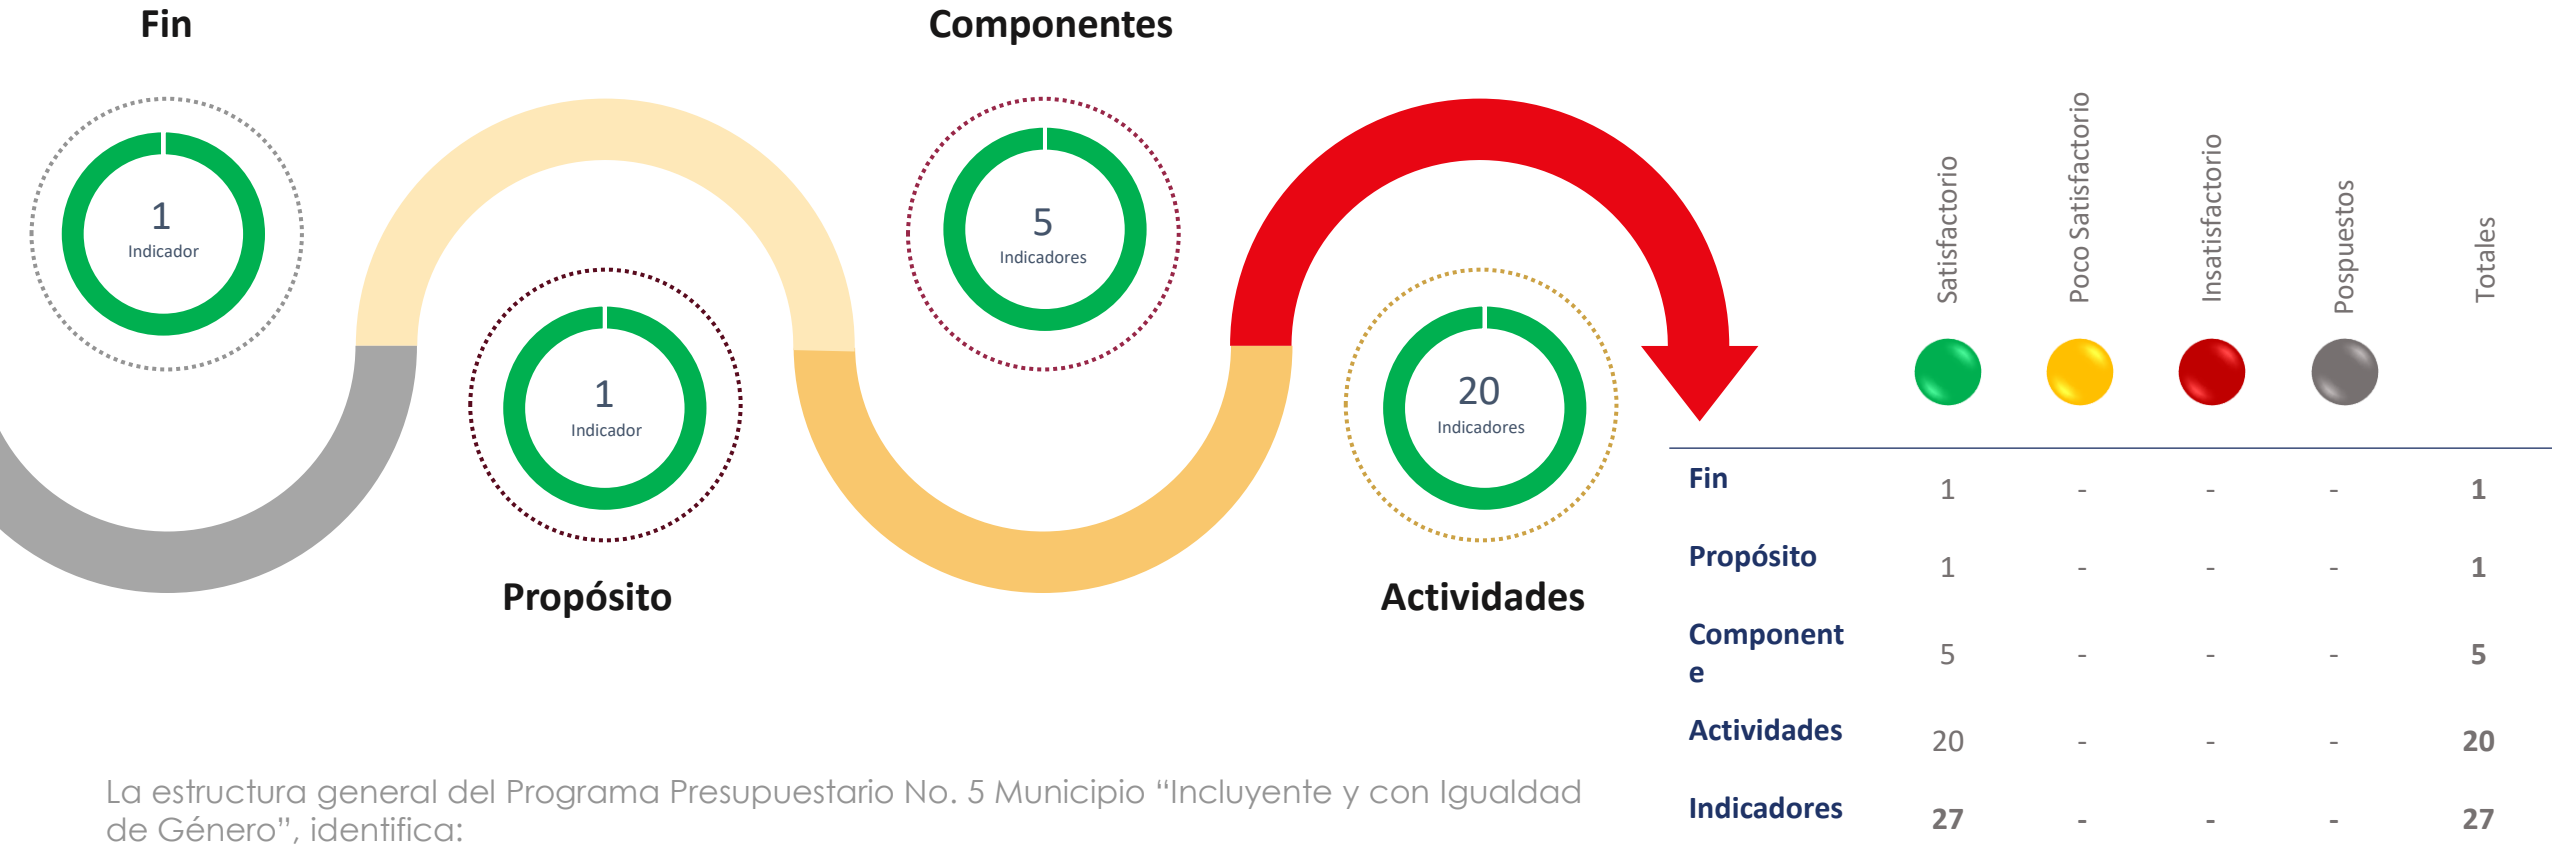 Fin
Componentes
1
Indicador
5
Indicadores
1
Indicador
20
Indicadores
Propósito
Actividades
Satisfactorio
Poco Satisfactorio
Insatisfactorio
Pospuestos
Totales
Fin 1 - - - 1
Propósito 1 - - - 1
Component
e 5 - - - 5
Actividades 20 - - - 20
Indicadores 27 - - - 27
La estructura general del Programa Presupuestario No. 5 Municipio “Incluyente y con Igualdad
de Género”, identifica: